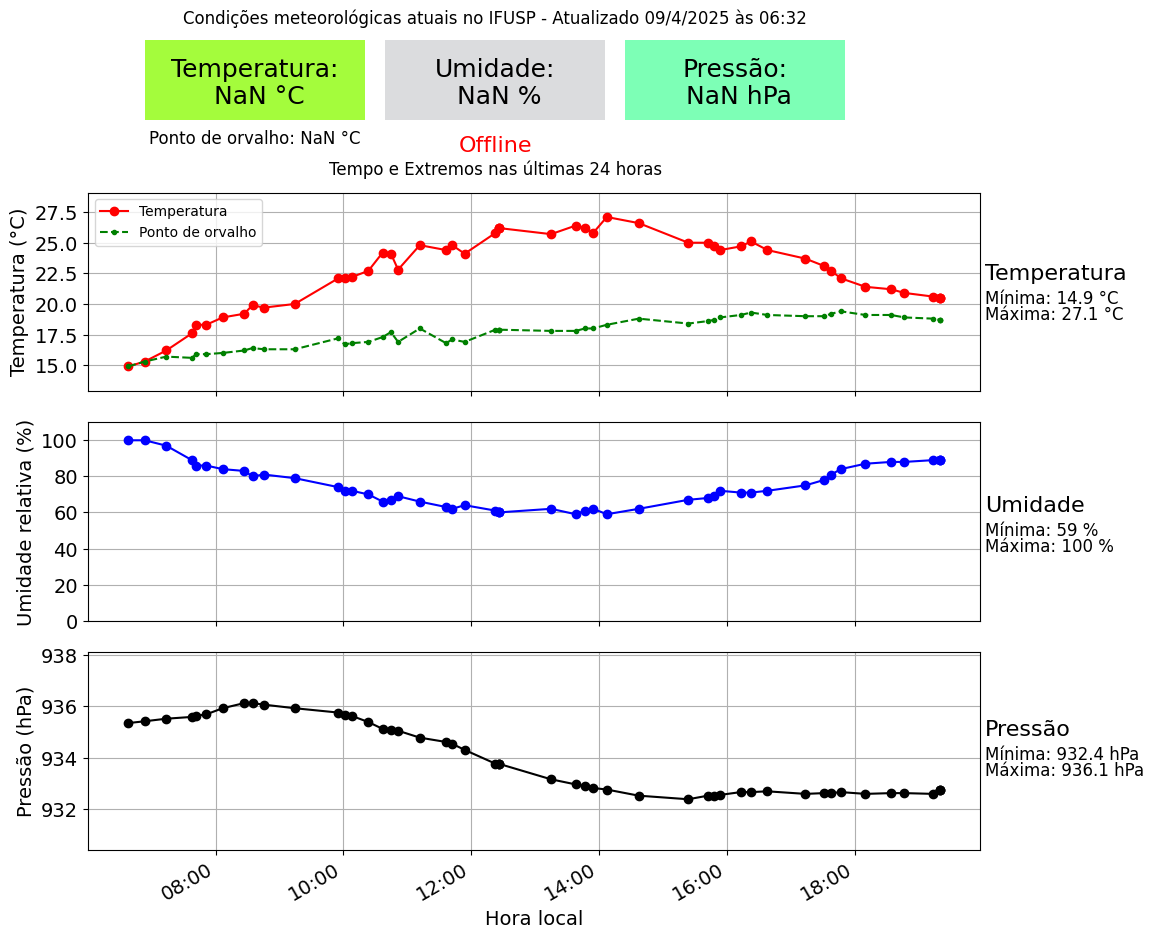 Condições meteorológicas atuais no IFUSP - Atualizado 09/4/2025 às 06:32
Temperatura:
NaN °C
Umidade:
NaN %
Pressão:
NaN hPa
Ponto de orvalho: NaN °C
Offline
Tempo e Extremos nas últimas 24 horas
Temperatura (°C)
27.5
25.0
22.5
20.0
17.5
15.0
Temperatura
Ponto de orvalho
Temperatura
Mínima: 14.9 °C
Máxima: 27.1 °C
Umidade relativa (%)
100
80
60
40
20
0
Umidade
Mínima: 59 %
Máxima: 100 %
Pressão (hPa)
938
936
934
932
Pressão
Mínima: 932.4 hPa
Máxima: 936.1 hPa
08:00
10:00
12:00
14:00
16:00
18:00
Hora local